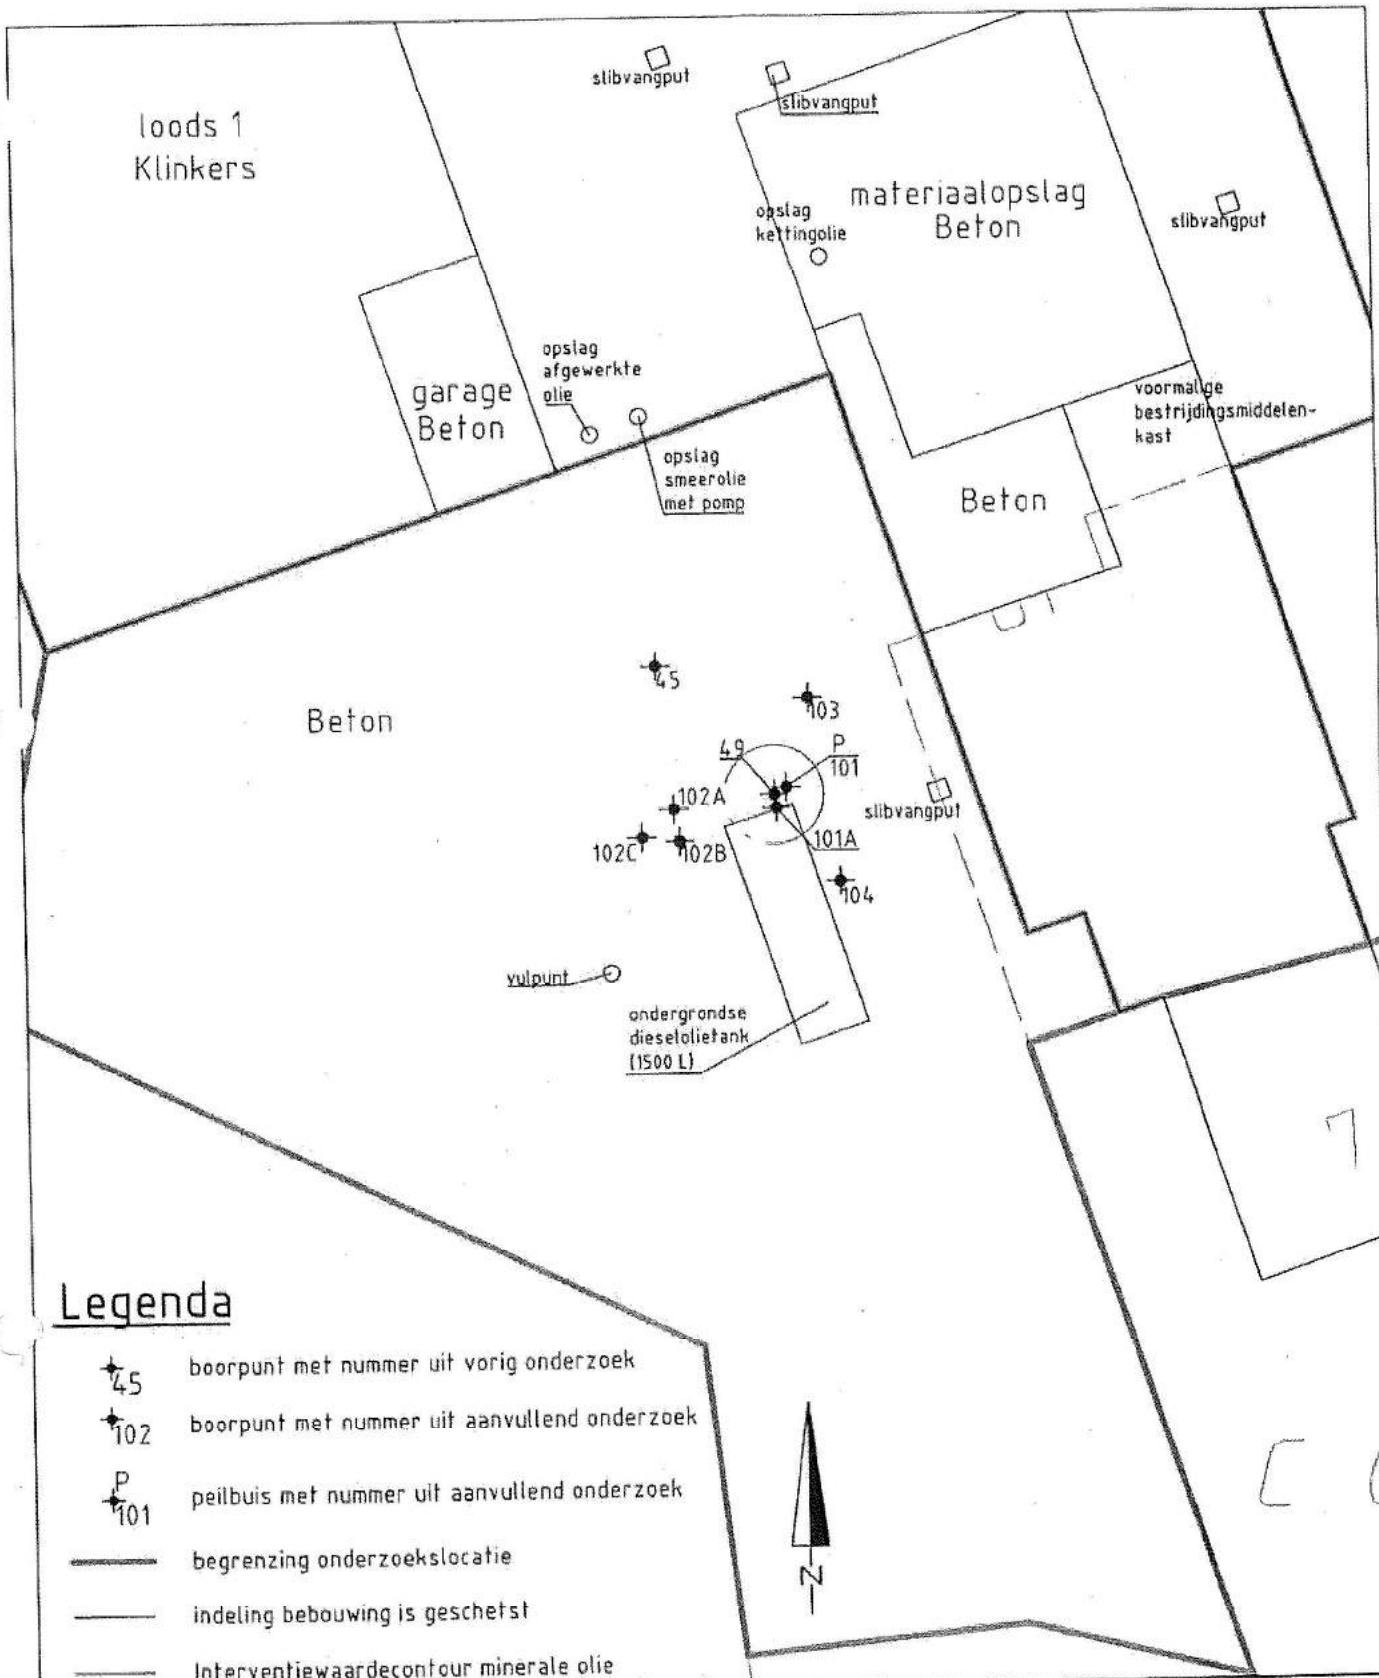 slibvangput
slibvangput
loods 1
Klinkers
materiaalopslag
Beton
opslag
kettingolie
slibvangput
opslag
afgewerkte
olie
garage
Beton
voormalige
bestrijdingsmiddelen-
kast
opslag
smeerolie
met pomp
Beton
45
103
Beton
49
P
101
102A
slibvangput
102C
102B
101A
104
vulpunt
ondergrondse
dieselolietank
(1500 L)
7
Legenda
45 boorpunt met nummer uit vorig onderzoek
102 boorpunt met nummer uit aanvullend onderzoek
P
101 peilbuis met nummer uit aanvullend onderzoek
begrenzing onderzoekslocatie
indeling bebouwing is geschetst
Interventiewaardecontour minerale olie
N